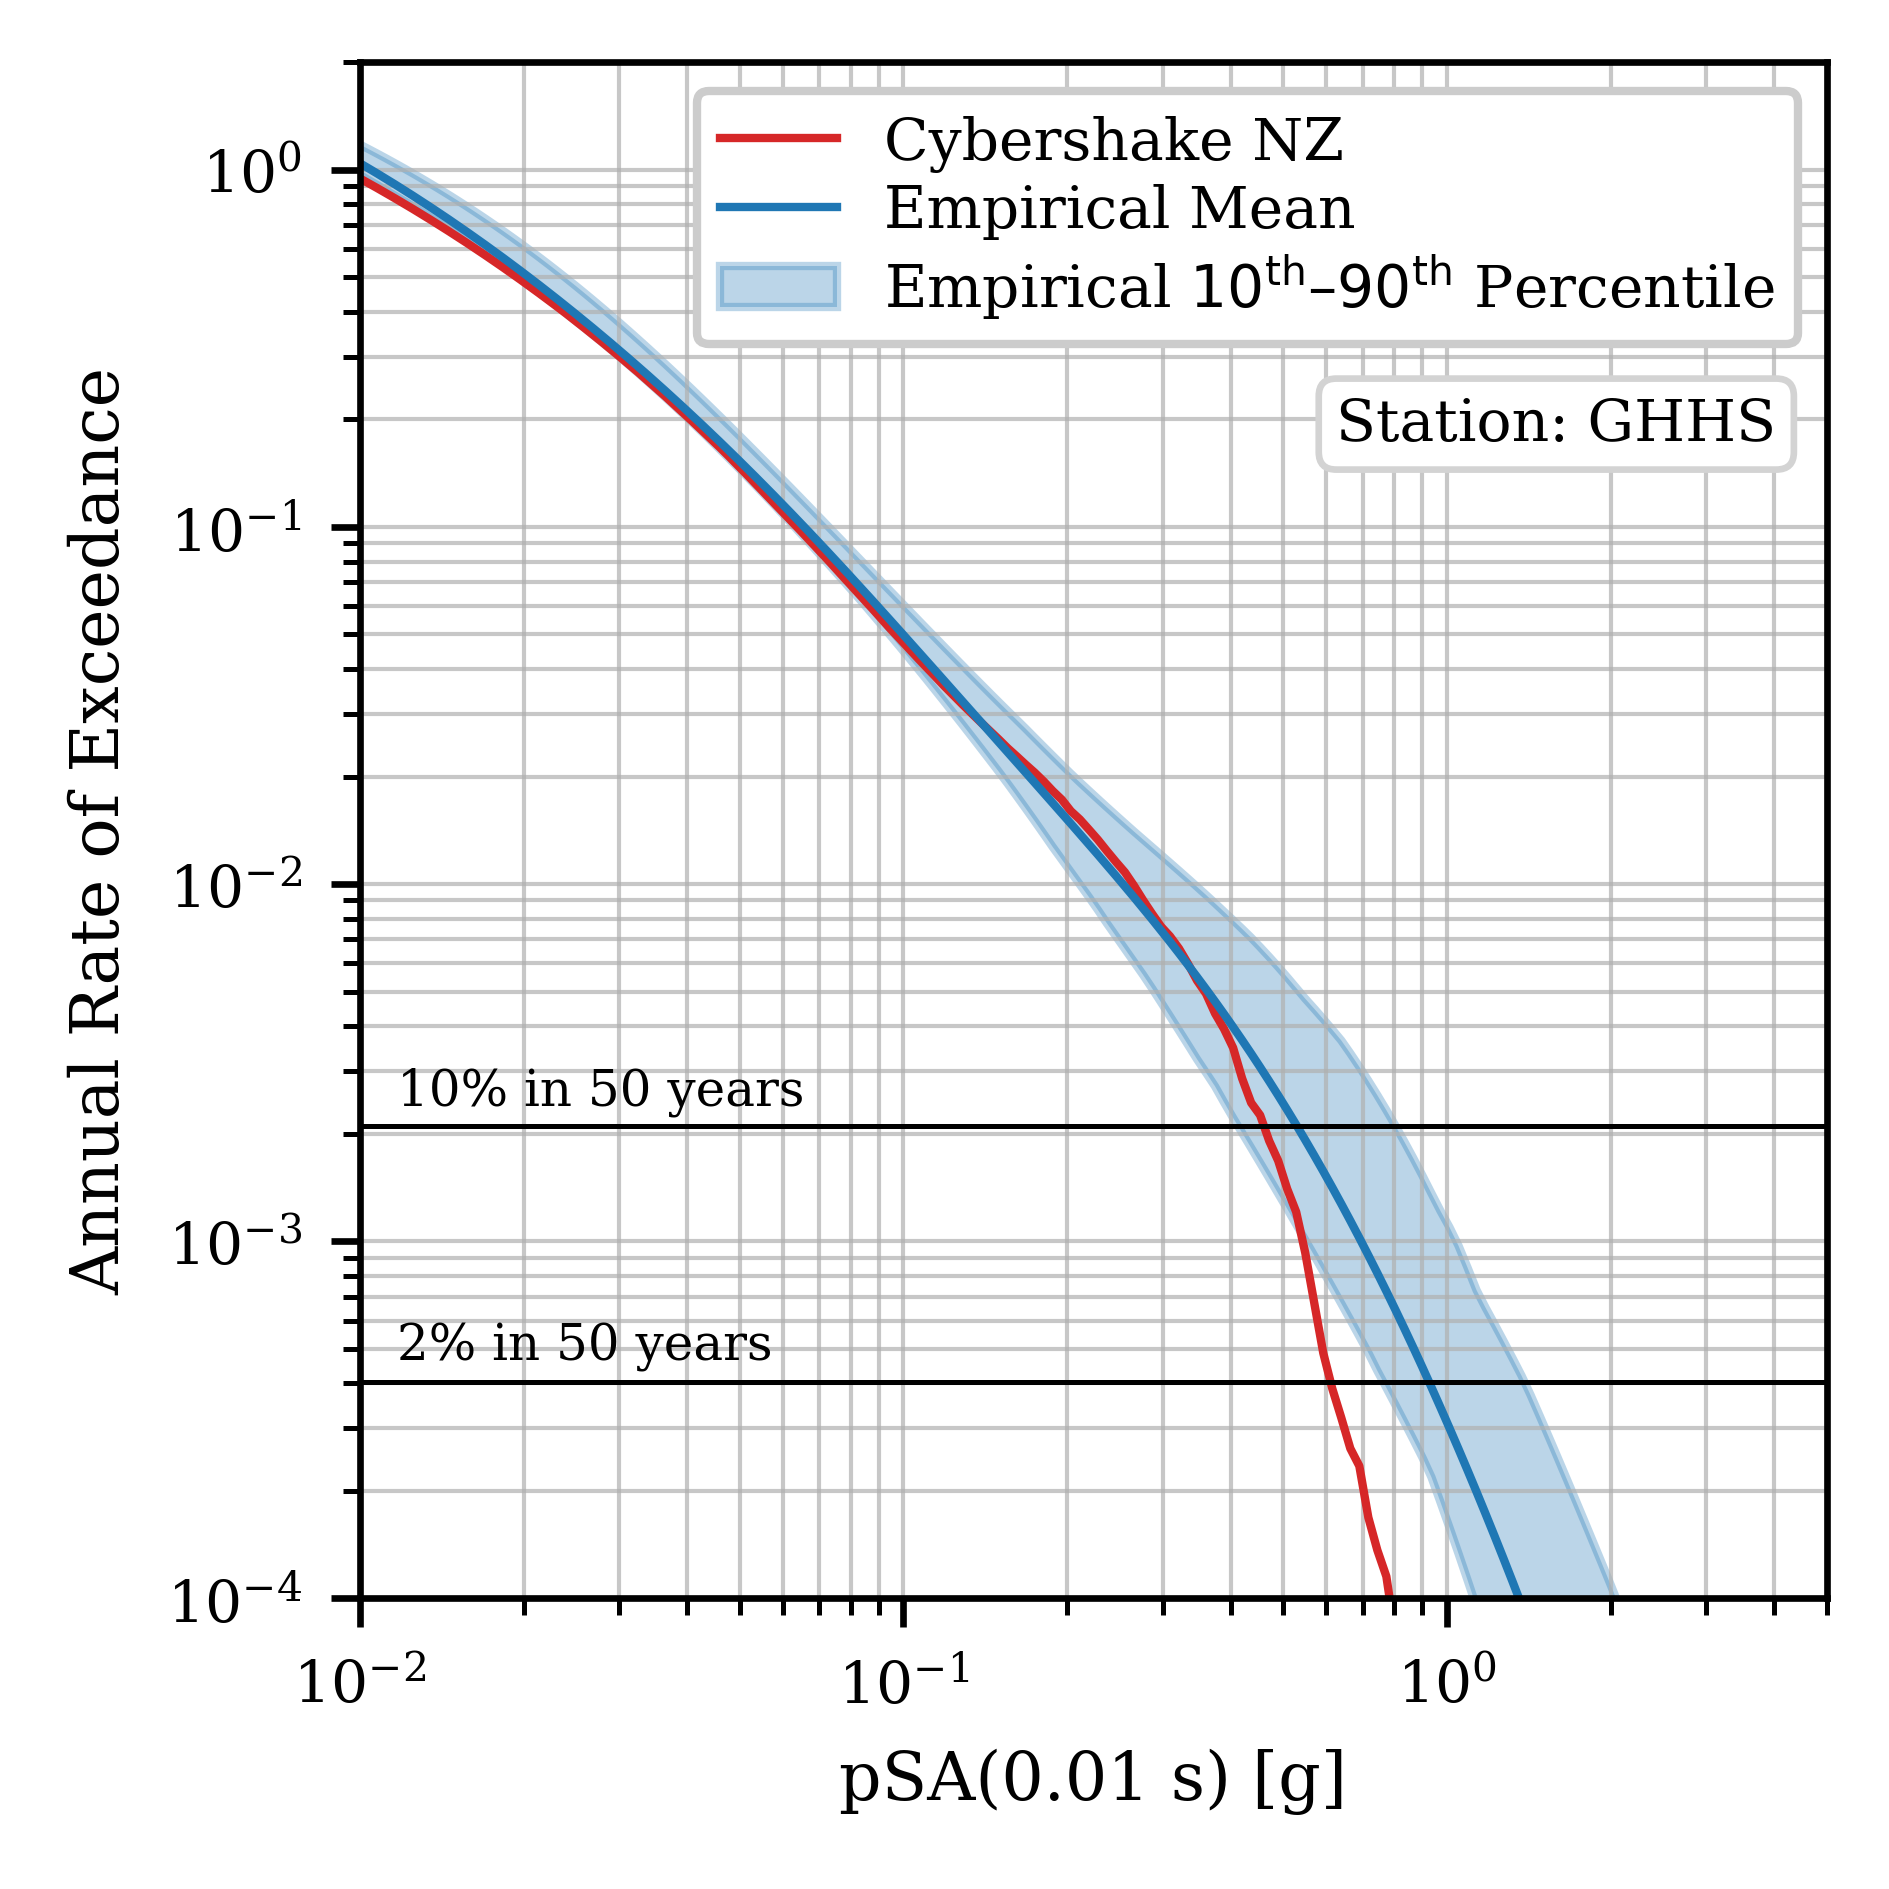 Cybershake NZ
Empirical Mean
Empirical 10th–90th Percentile
Station: GHHS
10% in 50 years
2% in 50 years
Annual Rate of Exceedance
10⁰
10⁻¹
10⁻²
10⁻³
10⁻⁴
10⁻² 10⁻¹ 10⁰
pSA(0.01 s) [g]